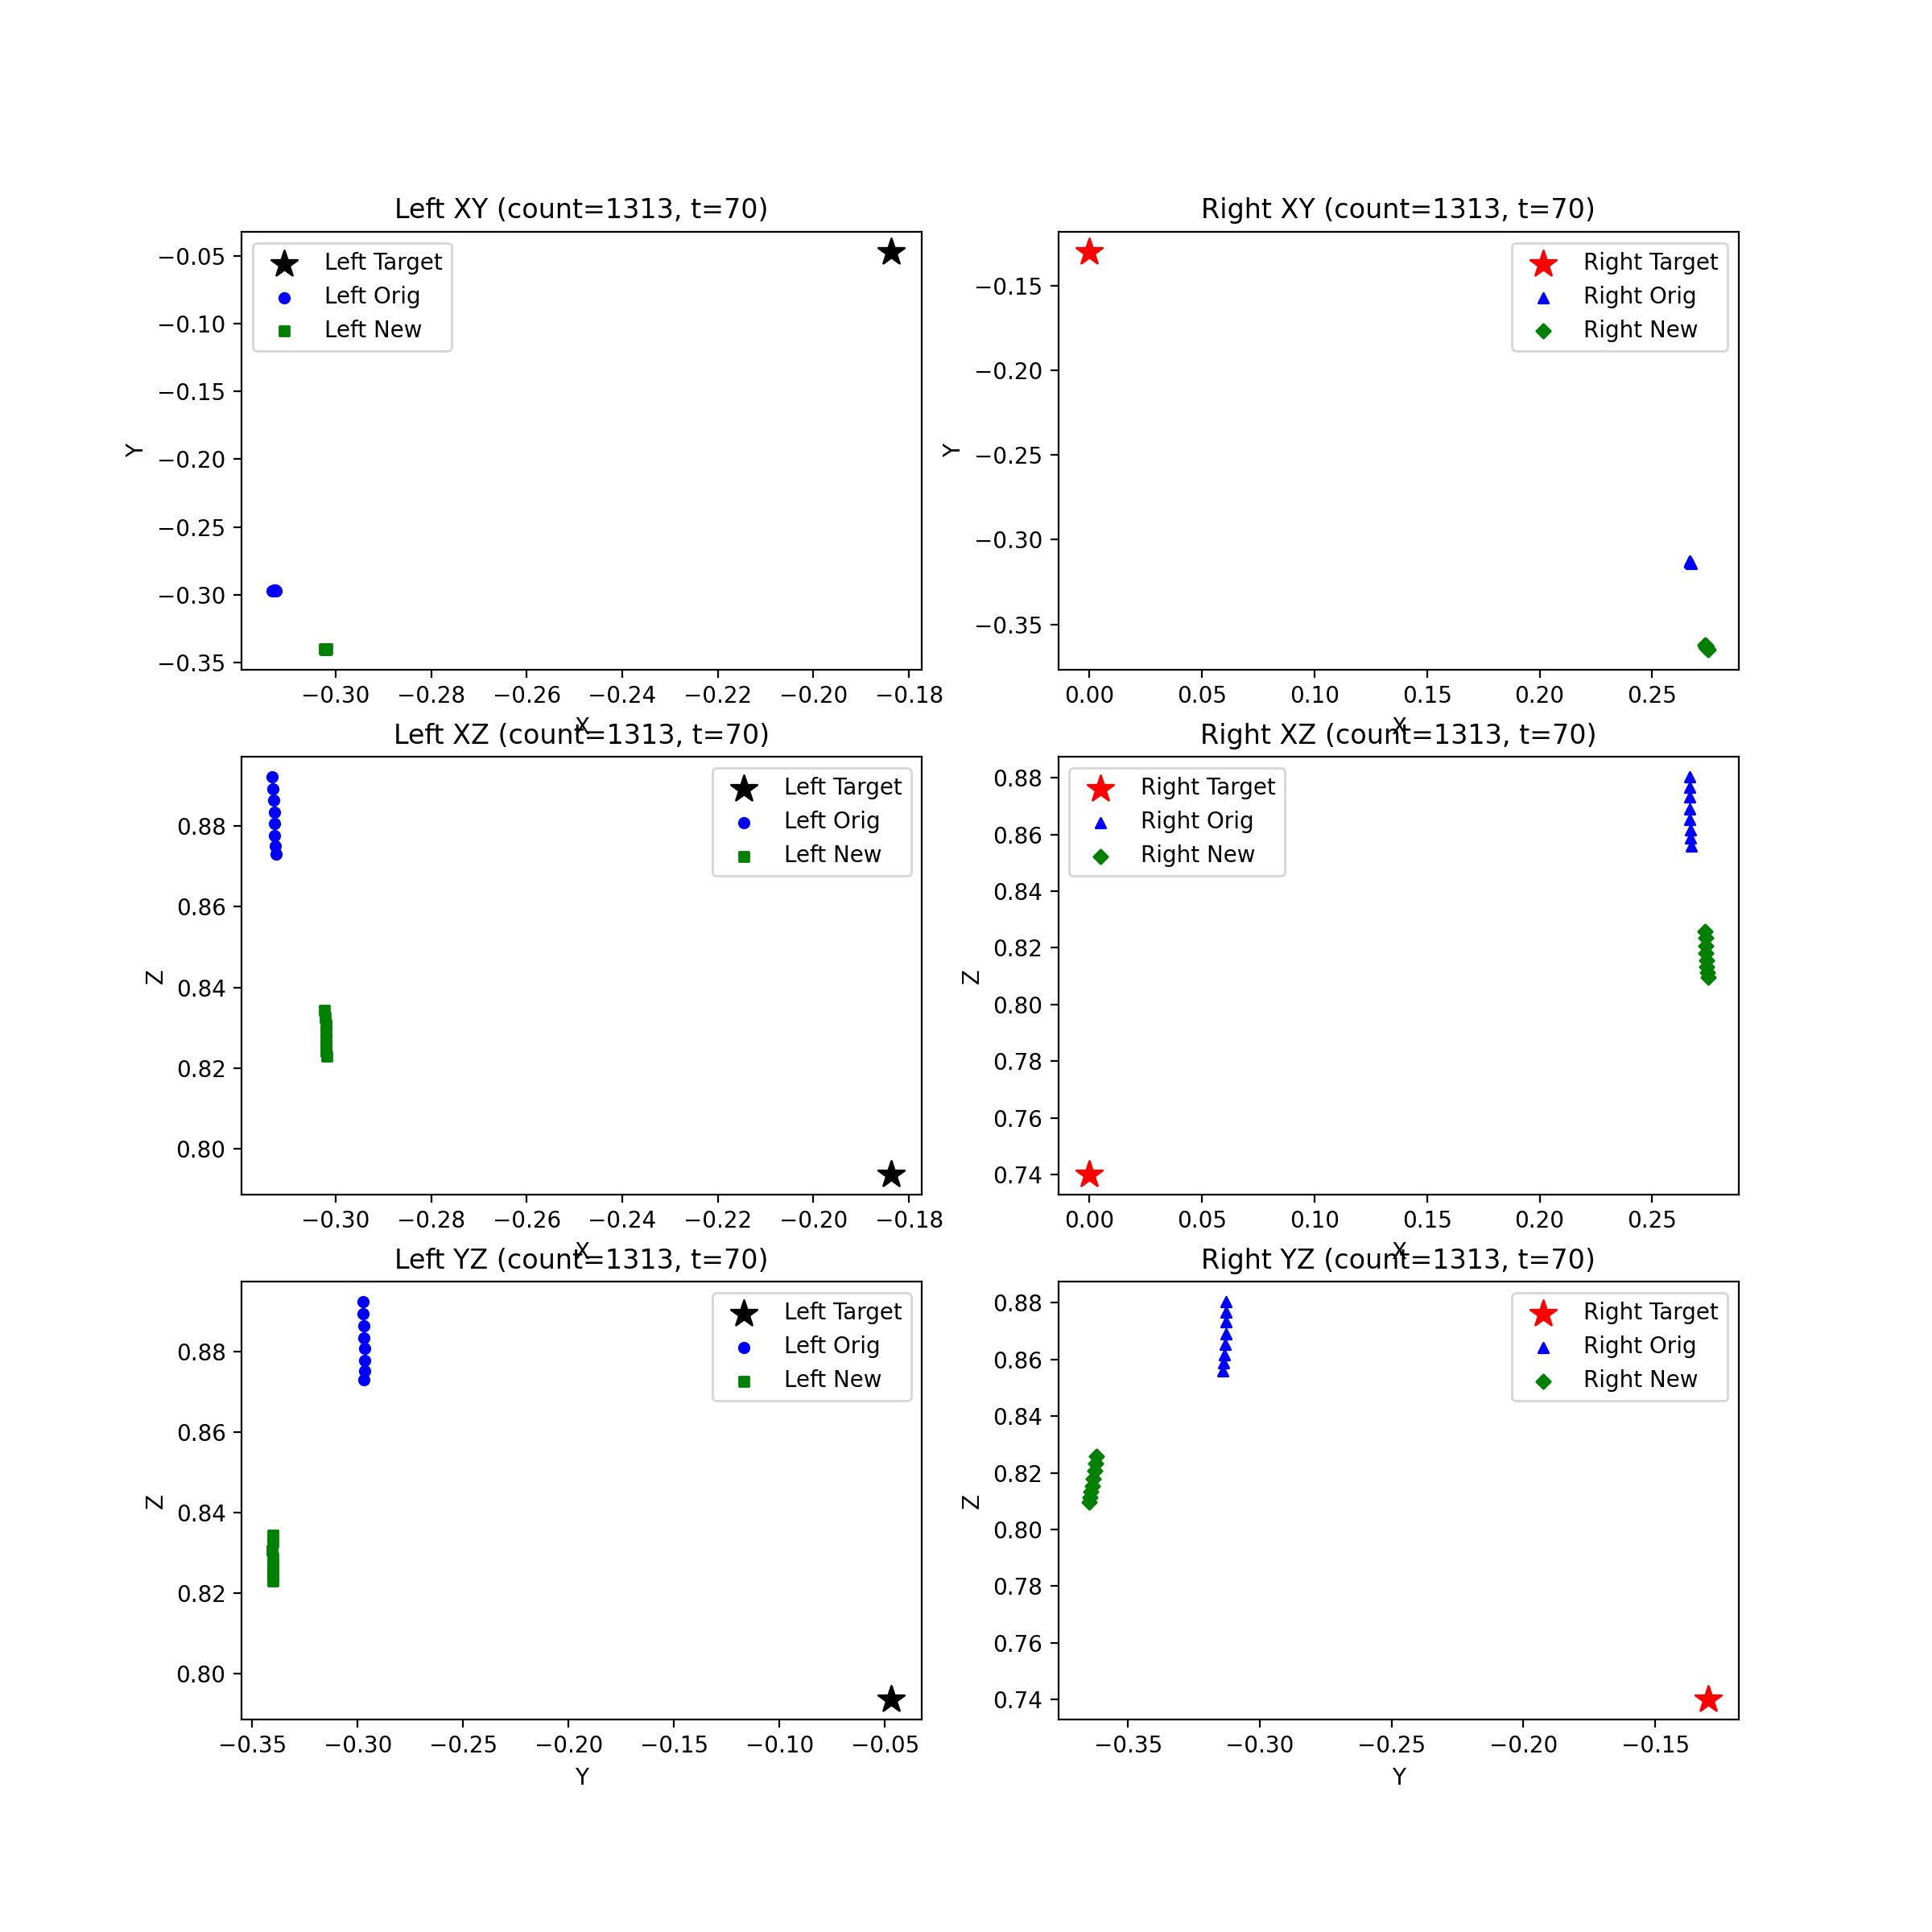 Left XY (count=1313, t=70)
Left Target
Left Orig
Left New
Y
−0.05
−0.10
−0.15
−0.20
−0.25
−0.30
−0.35
−0.30 −0.28 −0.26 −0.24 −0.22 −0.20 −0.18
X
Right XY (count=1313, t=70)
Right Target
Right Orig
Right New
Y
−0.15
−0.20
−0.25
−0.30
−0.35
0.00 0.05 0.10 0.15 0.20 0.25
X
Left XZ (count=1313, t=70)
Left Target
Left Orig
Left New
Z
0.88
0.86
0.84
0.82
0.80
−0.30 −0.28 −0.26 −0.24 −0.22 −0.20 −0.18
X
Right XZ (count=1313, t=70)
Right Target
Right Orig
Right New
Z
0.88
0.86
0.84
0.82
0.80
0.78
0.76
0.74
0.00 0.05 0.10 0.15 0.20 0.25
X
Left YZ (count=1313, t=70)
Left Target
Left Orig
Left New
Z
0.88
0.86
0.84
0.82
0.80
−0.35 −0.30 −0.25 −0.20 −0.15 −0.10 −0.05
Y
Right YZ (count=1313, t=70)
Right Target
Right Orig
Right New
Z
0.88
0.86
0.84
0.82
0.80
0.78
0.76
0.74
−0.35 −0.30 −0.25 −0.20 −0.15
Y